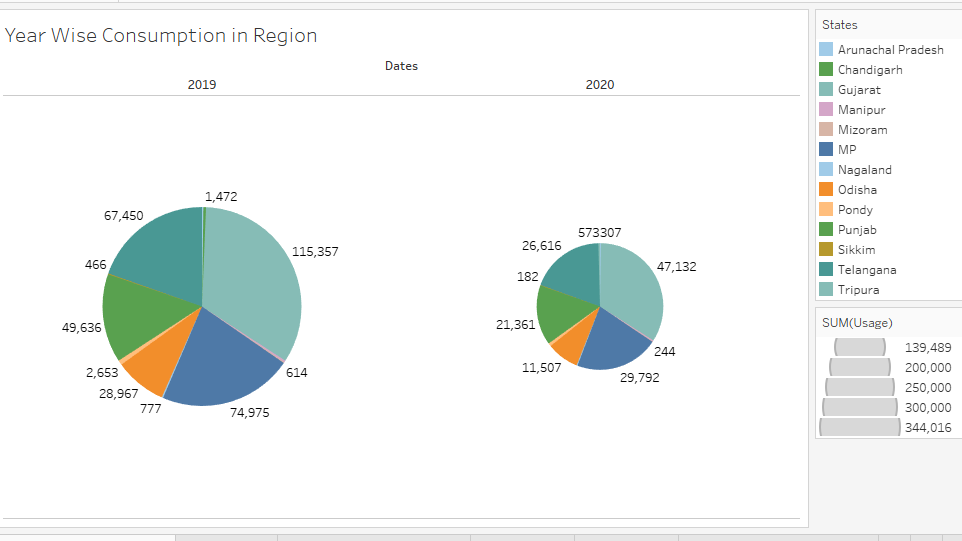 Year Wise Consumption in Region
Dates
2019
2020
1,472
115,357
614
74,975
777
28,967
2,653
49,636
466
67,450
573307
47,132
244
29,792
11,507
21,361
182
26,616
States
Arunachal Pradesh
Chandigarh
Gujarat
Manipur
Mizoram
MP
Nagaland
Odisha
Pondy
Punjab
Sikkim
Telangana
Tripura
SUM(Usage)
139,489
200,000
250,000
300,000
344,016